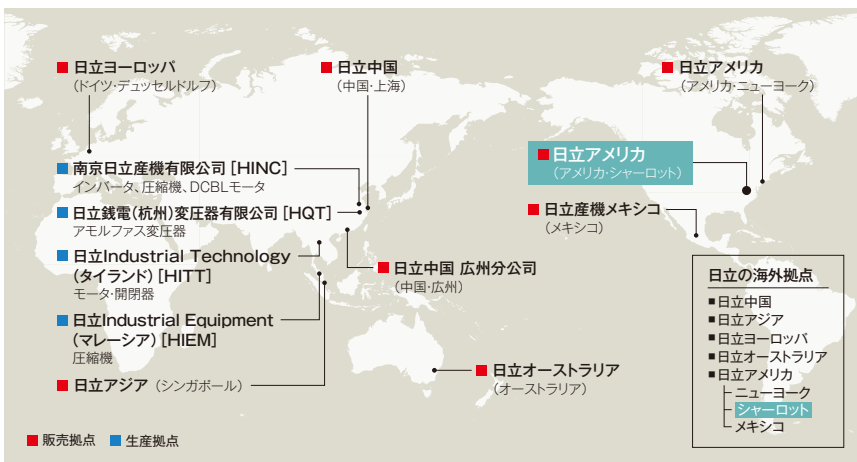 日立ヨーロッパ
(ドイツ・デュッセルドルフ)
日立中国
(中国・上海)
日立アメリカ
(アメリカ・ニューヨーク)
南京日立産機有限公司 [HINC]
インバータ、圧縮機、DCBLモータ
日立アメリカ
(アメリカ・シャーロット)
日立銭電(杭州)変圧器有限公司 [HQT]
アモルファス変圧器
日立産機メキシコ
(メキシコ)
日立Industrial Technology
(タイランド) [HITT]
モータ・開閉器
日立中国 広州分公司
(中国・広州)
日立Industrial Equipment
(マレーシア) [HIEM]
圧縮機
日立アジア (シンガポール)
日立オーストラリア
(オーストラリア)
日立の海外拠点
■日立中国
■日立アジア
■日立ヨーロッパ
■日立オーストラリア
■日立アメリカ
ニューヨーク
シャーロット
メキシコ
■ 販売拠点 ■ 生産拠点